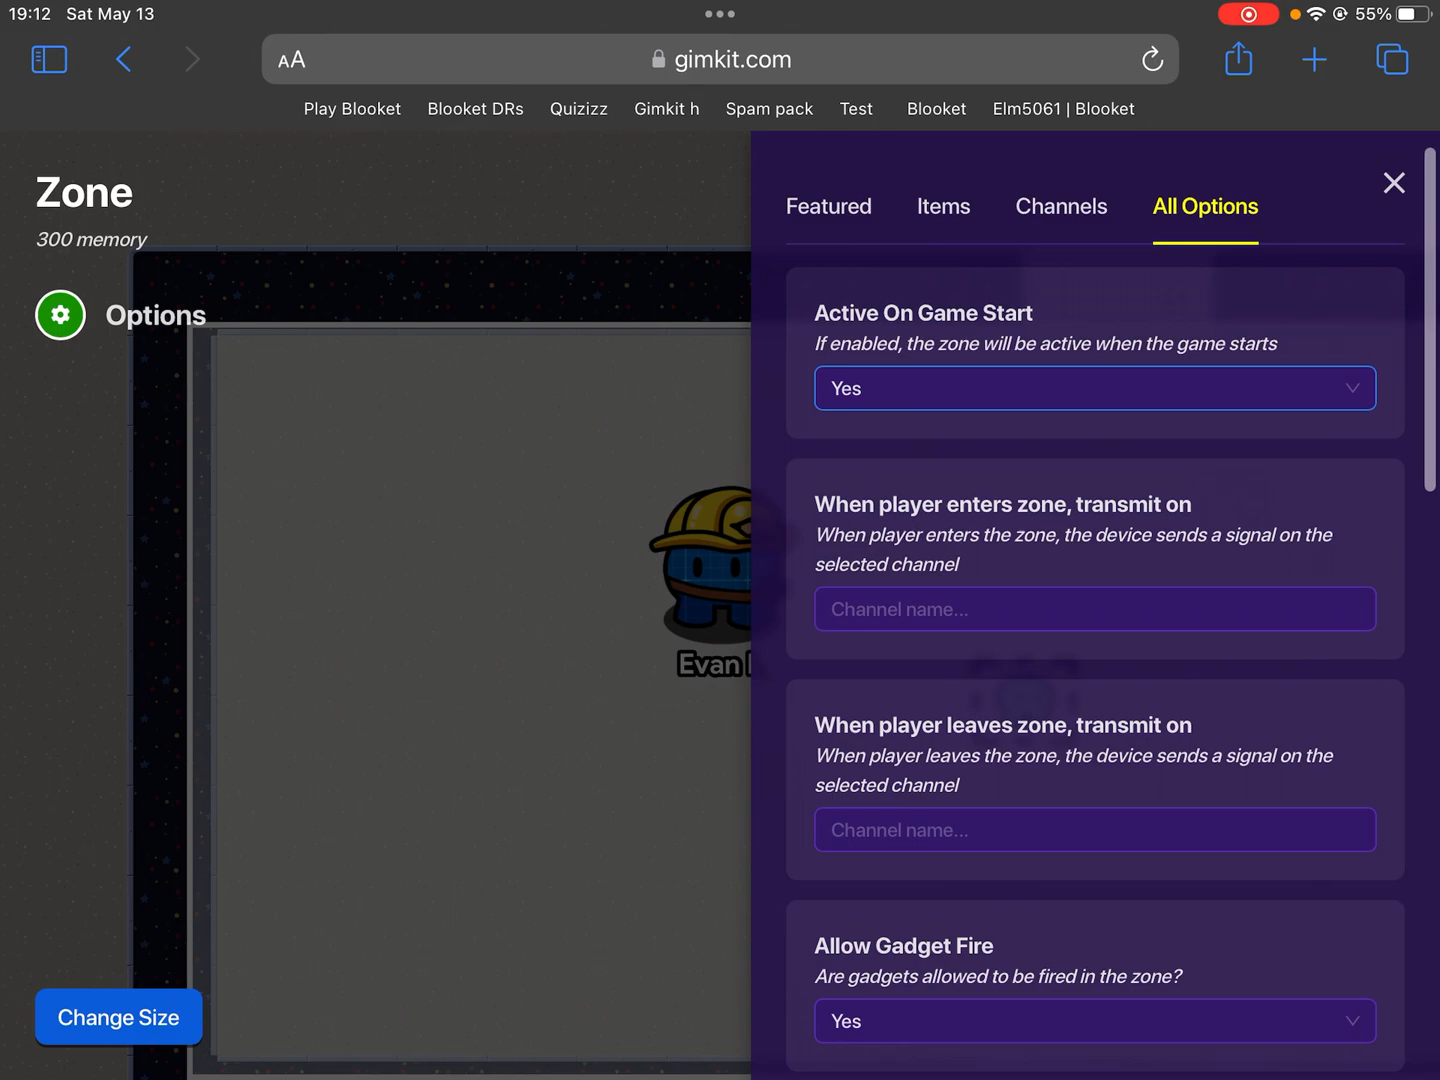 19:12 Sat May 13
55%
AA gimkit.com
Play Blooket Blooket DRs Quizizz Gimkit h Spam pack Test Blooket Elm5061 | Blooket
Zone
300 memory
Options
Evan
Change Size
Featured Items Channels All Options
Active On Game Start
If enabled, the zone will be active when the game starts
Yes
When player enters zone, transmit on
When player enters the zone, the device sends a signal on the
selected channel
Channel name...
When player leaves zone, transmit on
When player leaves the zone, the device sends a signal on the
selected channel
Channel name...
Allow Gadget Fire
Are gadgets allowed to be fired in the zone?
Yes